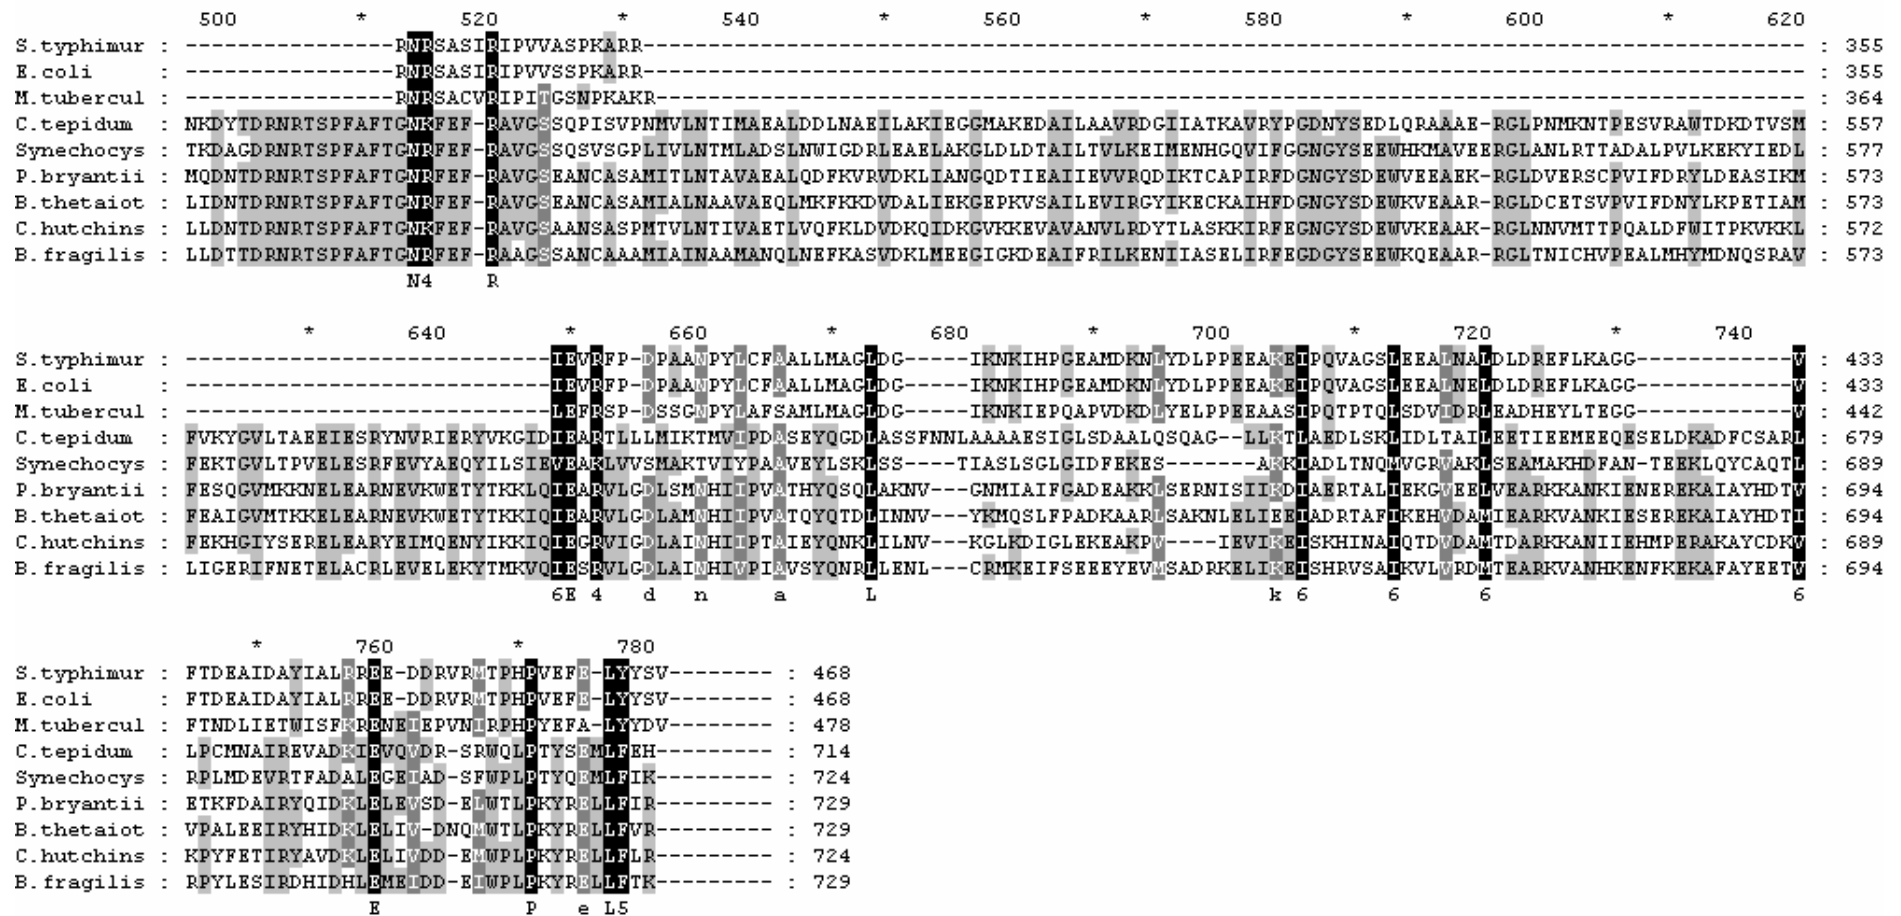 500 * 520 * 540 * 560 * 580 * 600 * 620
S.typhimur : ----------------RNRSASIRIPVVASPKARR----------------------------------------------------------------------------------------- : 355
E.coli : ----------------RNRSASIRIPVVSSPKARR----------------------------------------------------------------------------------------- : 355
M.tubercul : ----------------RNRSACVRIPITGSNPKAKR---------------------------------------------------------------------------------------- : 364
C.tepidum : NKDYTDRNRTSPFAFTGNKFEF-RAVGSSQPISVPNMVLNTIMAEALDDLNAEILAKIEGGMAKEDAILAAVRDGIIATKAVRYPGDNYSEDLQRAAAE-RGLPNMKNTPESVRAWTDKDTVSM : 557
Synechocys : TKDAGDRNRTSPFAFTGNRFEF-RAVGSSQSVSGPLIVLNTMLADSLNWIGDRLEAELAKGLDLDTAILTVLKEIMENHGQVIFGGNGYSEEWHKMAVEERGLANLRTTADALPVLKEKYIEDL : 577
P.bryantii : MQDNTDRNRTSPFAFTGNRFEF-RAVGSEANCASAMITLNTAVAEALQDFKVRVDKLIANGQDTIEAIIEVVRQDIKTCAPIRFDGNGYSDEWVEEAEK-RGLDVERSCPVIFDRYLDEASIKM : 573
B.thetaiot : LIDNTDRNRTSPFAFTGNRFEF-RAVGSEANCASAMIALNAAVAEQLMKFKKDVDALIEKGEPKVSAILEVIRGYIKECKAIHFDGNGYSDEWKVEAAR-RGLDCETSVPVIFDNYLKPETIAM : 573
C.hutchins : LLDNTDRNRTSPFAFTGNKFEF-RAVGSAANSASPMTVLNTIVAETLVQFKLDVDKQIDKGVKKEVAVANVLRDYTLASKKIRFEGNGYSDEWVKEAAK-RGLNNVMTTPQALDFWITPKVKKL : 572
B.fragilis : LLDTTDRNRTSPFAFTGNRFEF-RAAGSSANCAAAMIAINAAMANQLNEFKASVDKLMEEGIGKDEAIFRILKENIIASELIRFEGDGYSEEWKQEAAR-RGLTNICHVPEALMHYMDNQSRAV : 573
N4 R
* 640 * 660 * 680 * 700 * 720 * 740
S.typhimur : ----------------------------IEVRFP-DPAANPYLCFAALLMAGLDG-----IKNKIHPGEAMDKNLYDLPPEEAKEIPQVAGSLEEALNALDLDREFLKAGG------------V : 433
E.coli : ----------------------------IEVRFP-DPAANPYLCFAALLMAGLDG-----IKNKIHPGEAMDKNLYDLPPEEAKEIPQVAGSLEEALNELDLDREFLKAGG------------V : 433
M.tubercul : ----------------------------LEFRSP-DSSGNPYLAFSAMLMAGLDG-----IKNKIEPQAPVDKDLYELPPEEAASIPQTPTQLSDVIDRLEADHEYLTEGG------------V : 442
C.tepidum : FVKYGVLTAEEIESRYNVRIERYVKGIDIEARTLLLMIKTMVIPDASEYQGDLASSFNNLAAAAESIGLSDAALQSQAG--LLKTLAEDLSKLIDLTAILEETIEEMEEQESELDKADFCSARL : 679
Synechocys : FEKTGVLTPVELESRFEVYAEQYILSIEVEAKLVVSMAKTVIYPAAVEYLSKLSS----TIASLSGLGIDFEKES-------AKKIADLTNQMVGRVAKLSEAMAKHDFAN-TEEKLQYCAQTL : 689
P.bryantii : FESQGVMKKNELEARNEVKWETYTKKLQIEARVLGDLSMNHIIPVATHYQSQLAKNV---GNMIAIFGADEAKKLSERNISIIKDIAERTALIEKGVEELVEARKKANKIENEREKAIAYHDTV : 694
B.thetaiot : FEAIGVMTKKELEARNEVKWETYTKKIQIEARVLGDLAMNHIIPVATQYQTDLINNV---YKMQSLFPADKAARLSAKNLELIEEIADRTAFIKEHVDAMIEARKVANKIESEREKAIAYHDTI : 694
C.hutchins : FEKHGIYSERELEARYEIMQENYIKKIQIEGRVIGDLAINHIIPTAIEYQNKLILNV---KGLKDIGLEKEAKPV----IEVIKEISKHINAIQTDVDAMTDARKKANIIEHMPERAKAYCDKV : 689
B.fragilis : LIGERIFNETELACRLEVELEKYTMKVQIESRVLGDLAINHIVPIAVSYQNRLLENL---CRMKEIFSEEEYEVMSADRKELIKEISHRVSAIKVLVRDMTEARKVANHKENFKEKAFAYEETV : 694
6E 4 d n a L k 6 6 6 6
* 760 * 780
S.typhimur : FTDEAIDAYIALRREE-DDRVRMTPHPVEFE-LYYSV-------- : 468
E.coli : FTDEAIDAYIALRREE-DDRVRMTPHPVEFE-LYYSV-------- : 468
M.tubercul : FTNDLIETWISFKRENEIEPVNIRPHPYEFA-LYYDV-------- : 478
C.tepidum : LPCMNAIREVADKIEVQVDR-SRWQLPTYSEMLFEH--------- : 714
Synechocys : RPLMDEVRTFADALEGEIAD-SFWPLPTYQEMLFIK--------- : 724
P.bryantii : ETKFDAIRYQIDKLELEVSD-ELWTLPKYRELLFIR--------- : 729
B.thetaiot : VPALEEIRYHIDKLELIV-DNQMWTLPKYRELLFVR--------- : 729
C.hutchins : KPYFETIRYAVDKLELIVDD-EMWPLPKYRELLFLR--------- : 724
B.fragilis : RPYLESIRDHIDHLEMEIDD-EIWPLPKYRELLFTK--------- : 729
E P e L5